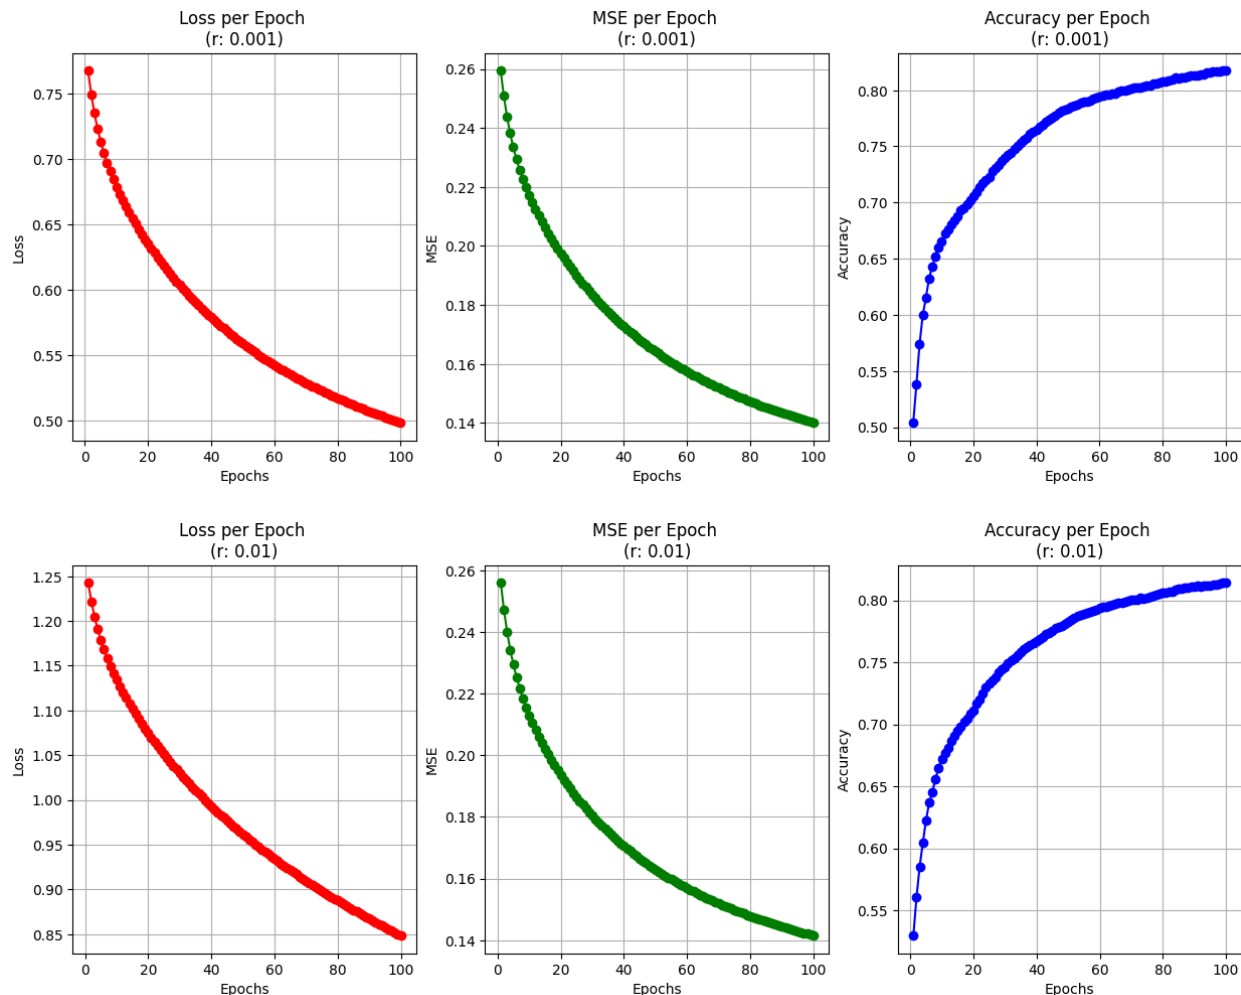 Loss per Epoch
(r: 0.001)
MSE per Epoch
(r: 0.001)
Accuracy per Epoch
(r: 0.001)
Loss
0.75
0.70
0.65
0.60
0.55
0.50
0 20 40 60 80 100
Epochs
MSE
0.26
0.24
0.22
0.20
0.18
0.16
0.14
0 20 40 60 80 100
Epochs
Accuracy
0.80
0.75
0.70
0.65
0.60
0.55
0.50
0 20 40 60 80 100
Epochs
Loss per Epoch
(r: 0.01)
MSE per Epoch
(r: 0.01)
Accuracy per Epoch
(r: 0.01)
Loss
1.25
1.20
1.15
1.10
1.05
1.00
0.95
0.90
0.85
0 20 40 60 80 100
Epochs
MSE
0.26
0.24
0.22
0.20
0.18
0.16
0.14
0 20 40 60 80 100
Epochs
Accuracy
0.80
0.75
0.70
0.65
0.60
0.55
0 20 40 60 80 100
Epochs